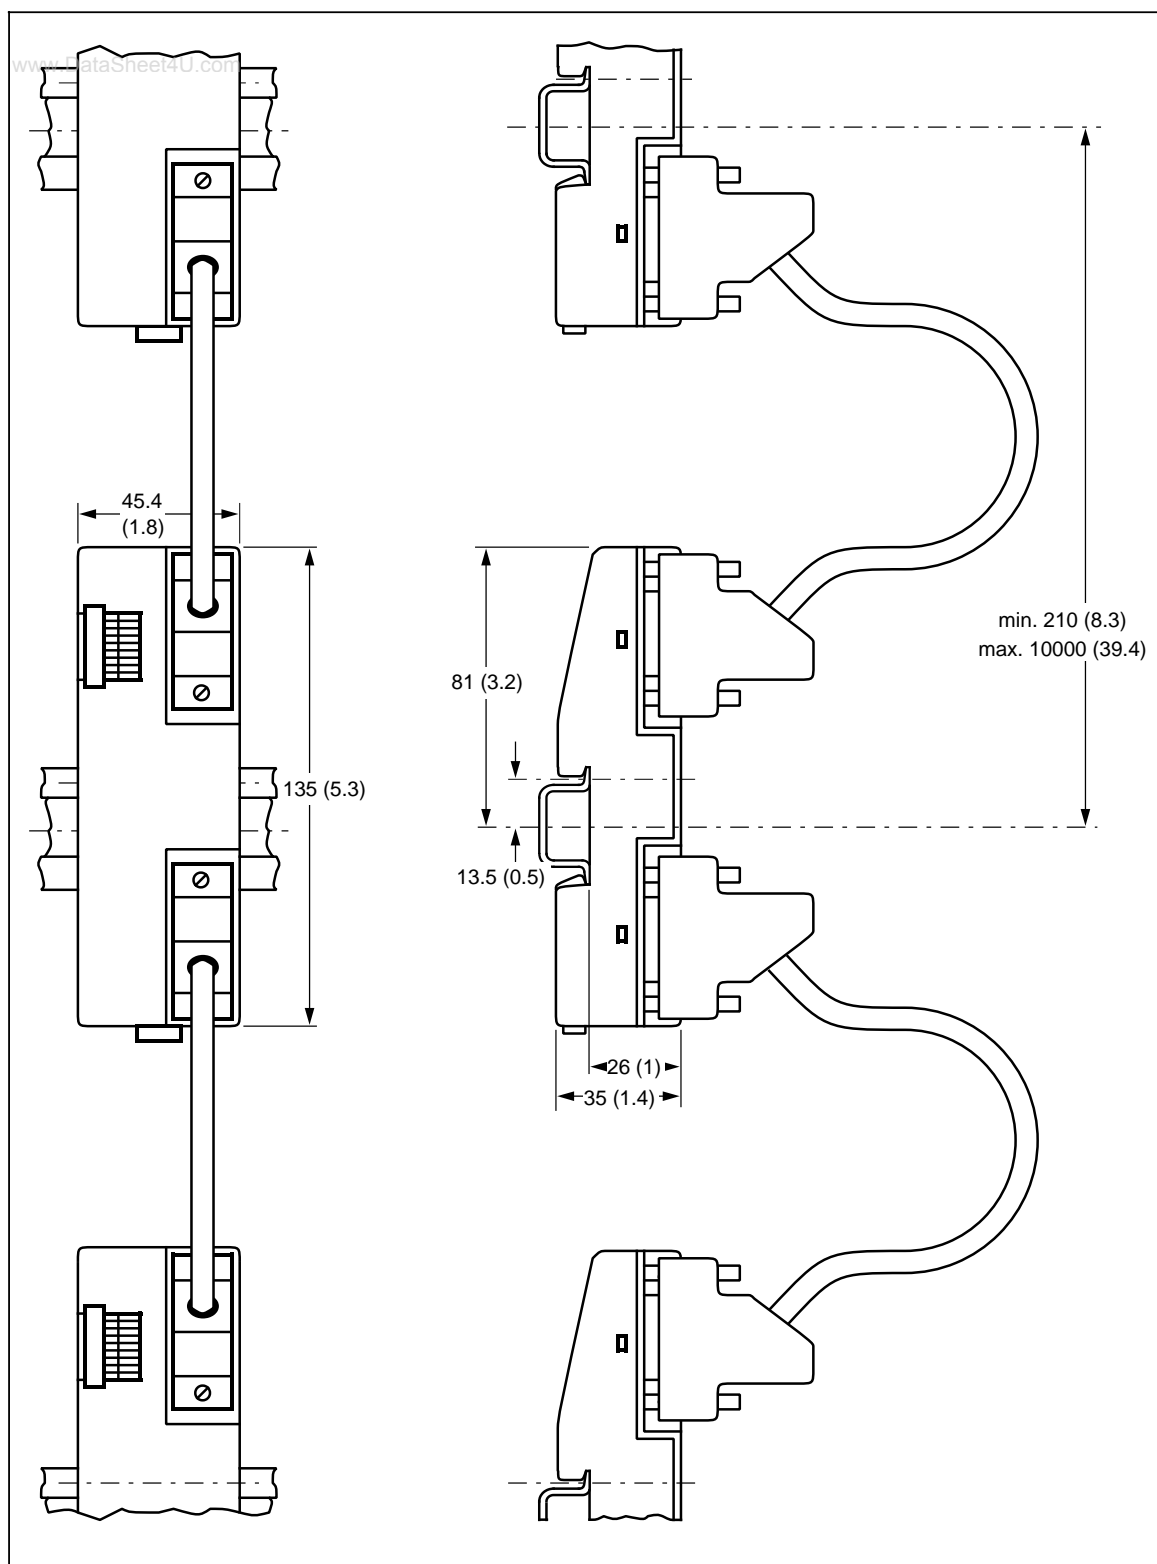 www.DataSheet4U.com
45.4
(1.8)
min. 210 (8.3)
max. 10000 (39.4)
81 (3.2)
135 (5.3)
13.5 (0.5)
26 (1)
35 (1.4)